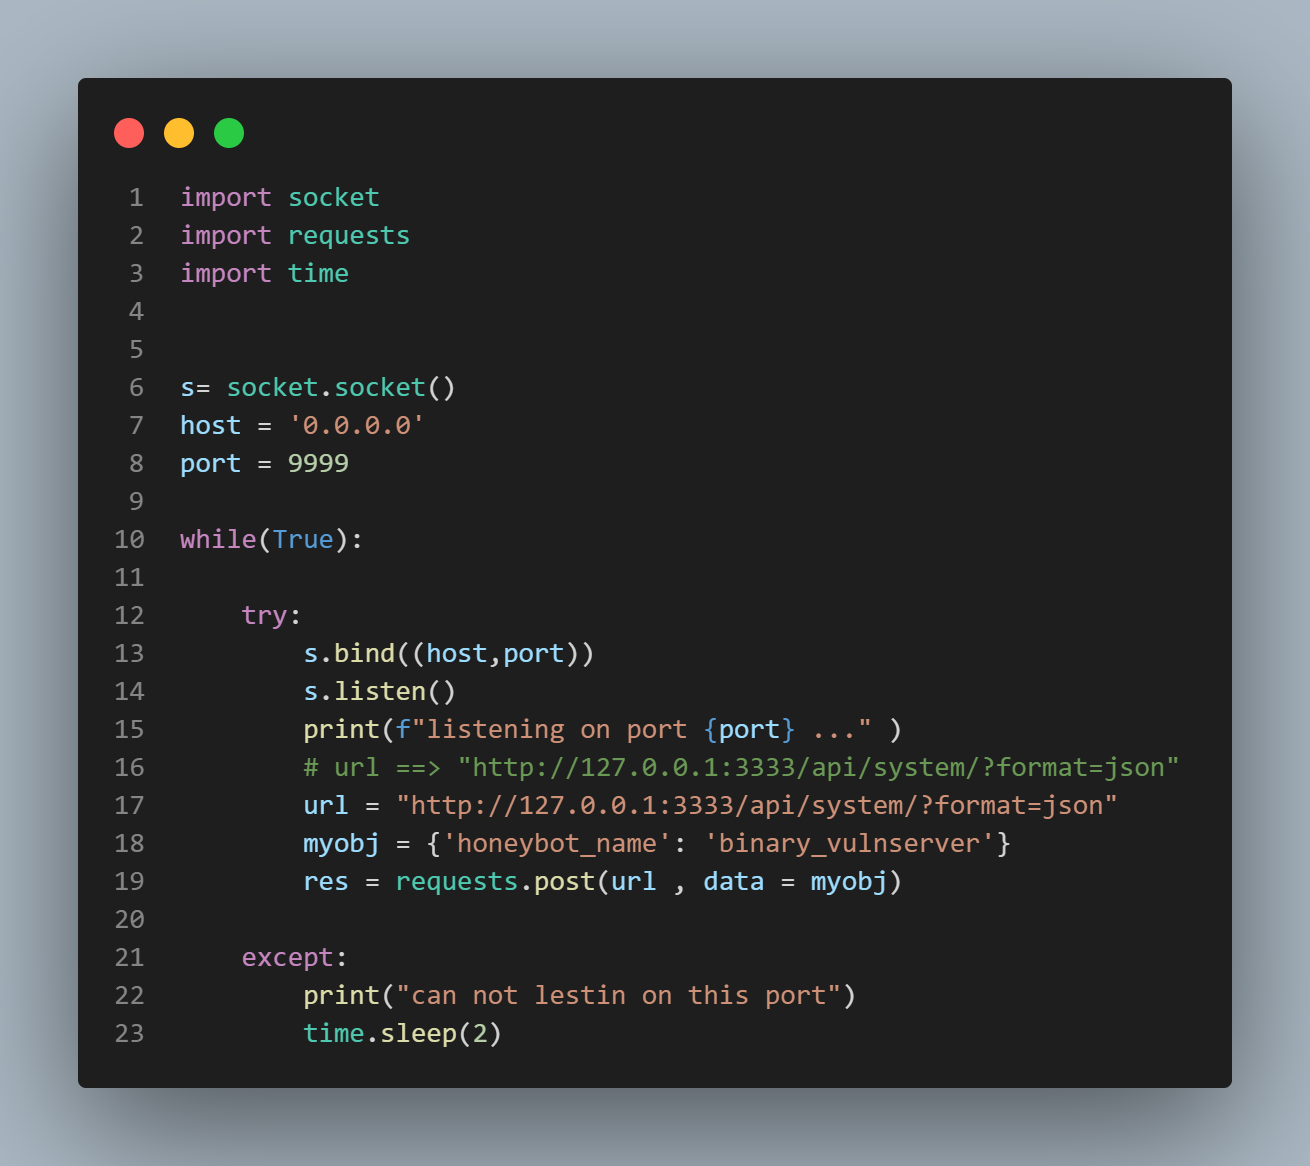 1 import socket
2 import requests
3 import time
4
5
6 s= socket.socket()
7 host = '0.0.0.0'
8 port = 9999
9
10 while(True):
11
12     try:
13         s.bind((host,port))
14         s.listen()
15         print(f"listening on port {port} ..." )
16         # url ==> "http://127.0.0.1:3333/api/system/?format=json"
17         url = "http://127.0.0.1:3333/api/system/?format=json"
18         myobj = {'honeybot_name': 'binary_vulnserver'}
19         res = requests.post(url , data = myobj)
20
21     except:
22         print("can not lestin on this port")
23         time.sleep(2)